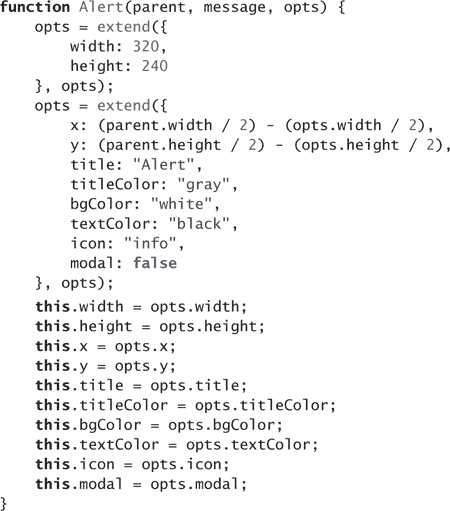 function Alert(parent, message, opts) {
    opts = extend({
        width: 320,
        height: 240
    }, opts);
    opts = extend({
        x: (parent.width / 2) - (opts.width / 2),
        y: (parent.height / 2) - (opts.height / 2),
        title: "Alert",
        titleColor: "gray",
        bgColor: "white",
        textColor: "black",
        icon: "info",
        modal: false
    }, opts);
    this.width = opts.width;
    this.height = opts.height;
    this.x = opts.x;
    this.y = opts.y;
    this.title = opts.title;
    this.titleColor = opts.titleColor;
    this.bgColor = opts.bgColor;
    this.textColor = opts.textColor;
    this.icon = opts.icon;
    this.modal = opts.modal;
}